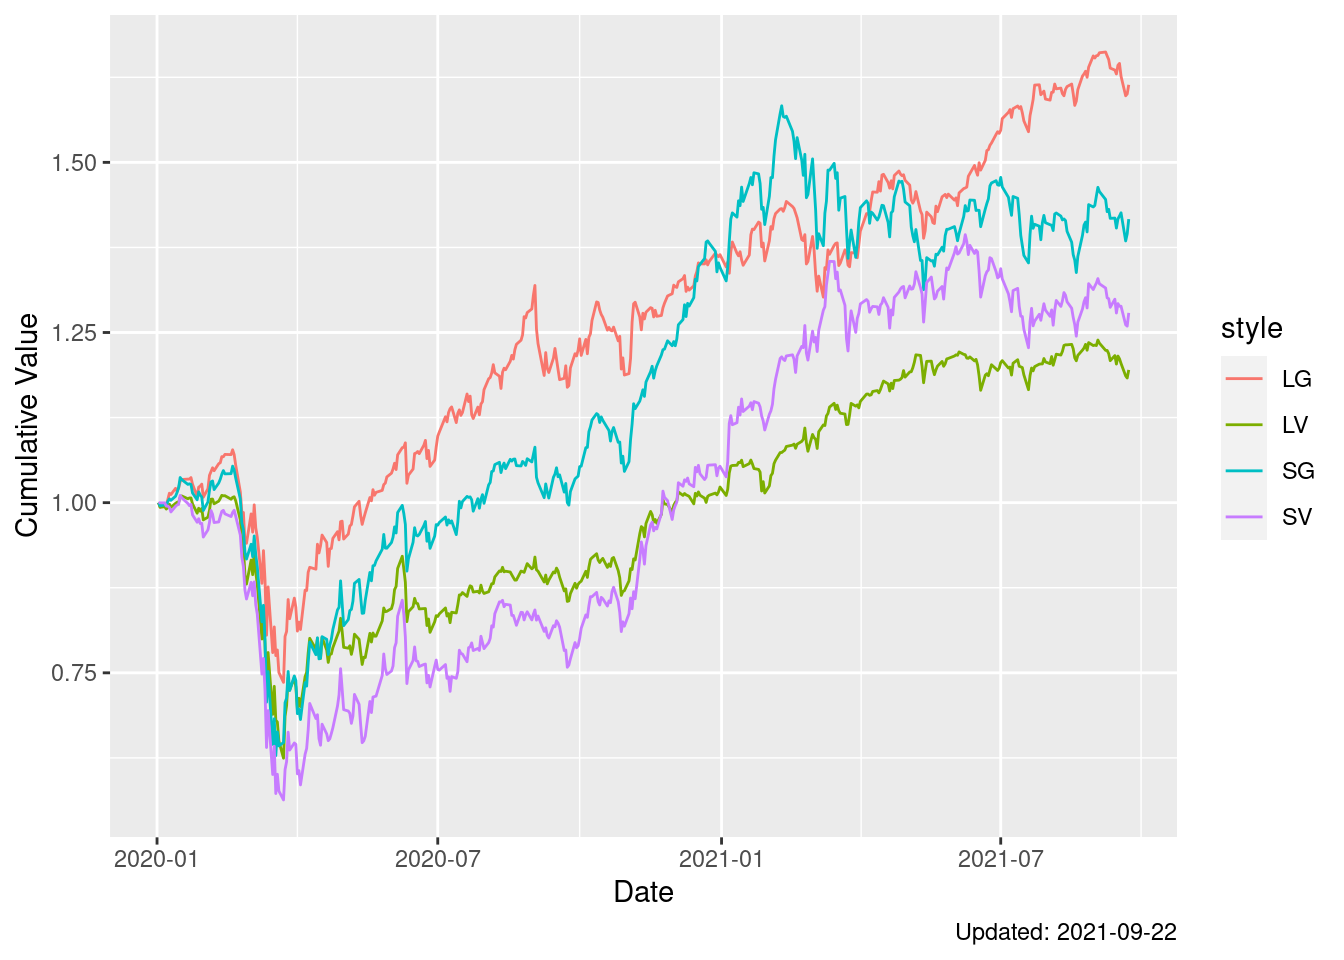 1.50
1.25
1.00
0.75
Cumulative Value
2020-01
2020-07
2021-01
2021-07
Date
style
LG
LV
SG
SV
Updated: 2021-09-22